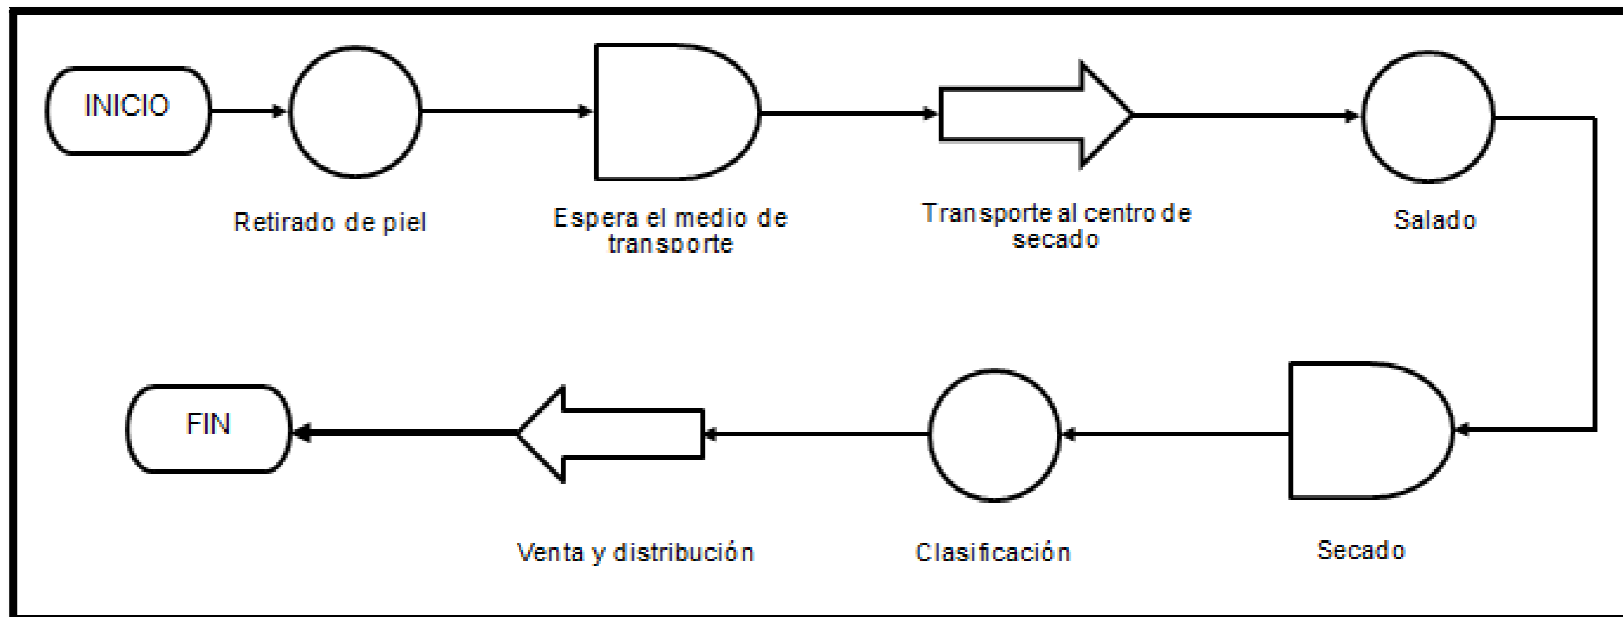 INICIO
Retirado de piel
Espera el medio de
transporte
Transporte al centro de
secado
Salado
FIN
Venta y distribución
Clasificación
Secado